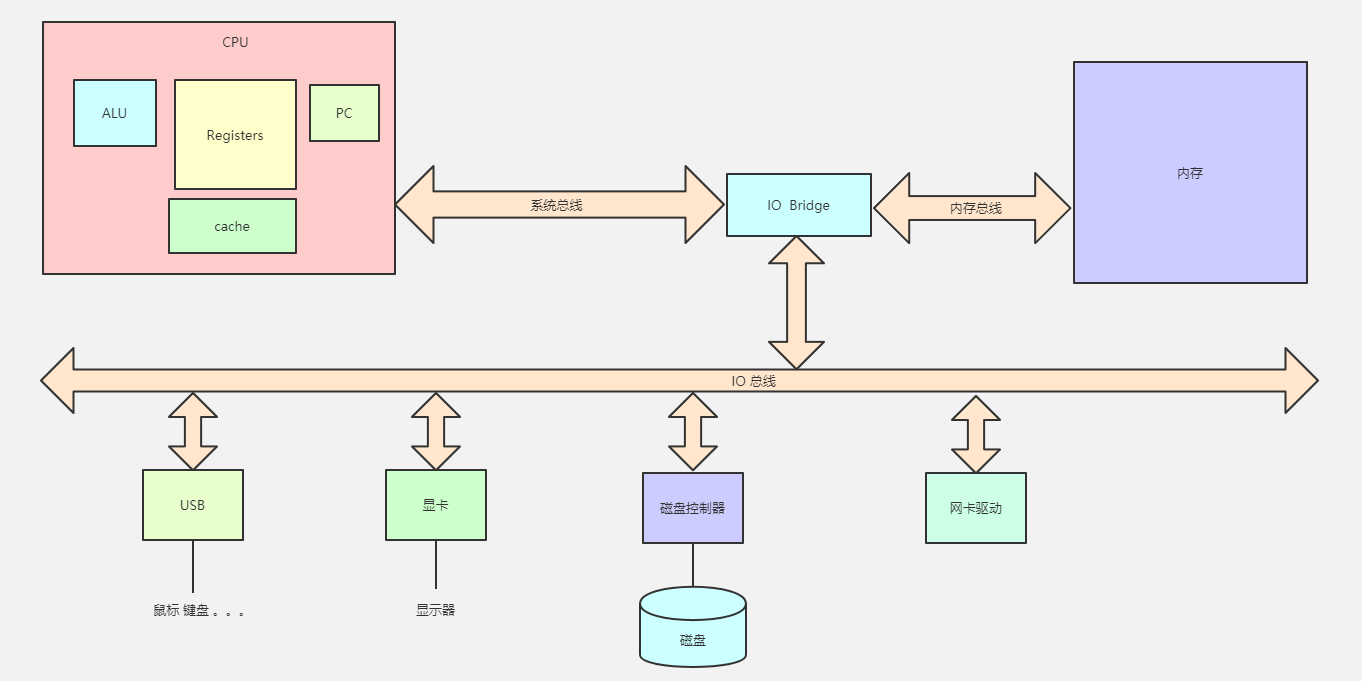 CPU
ALU
Registers
PC
cache
系统总线
IO  Bridge
内存总线
内存
IO 总线
USB
显卡
磁盘控制器
网卡驱动
鼠标 键盘 。。。
显示器
磁盘